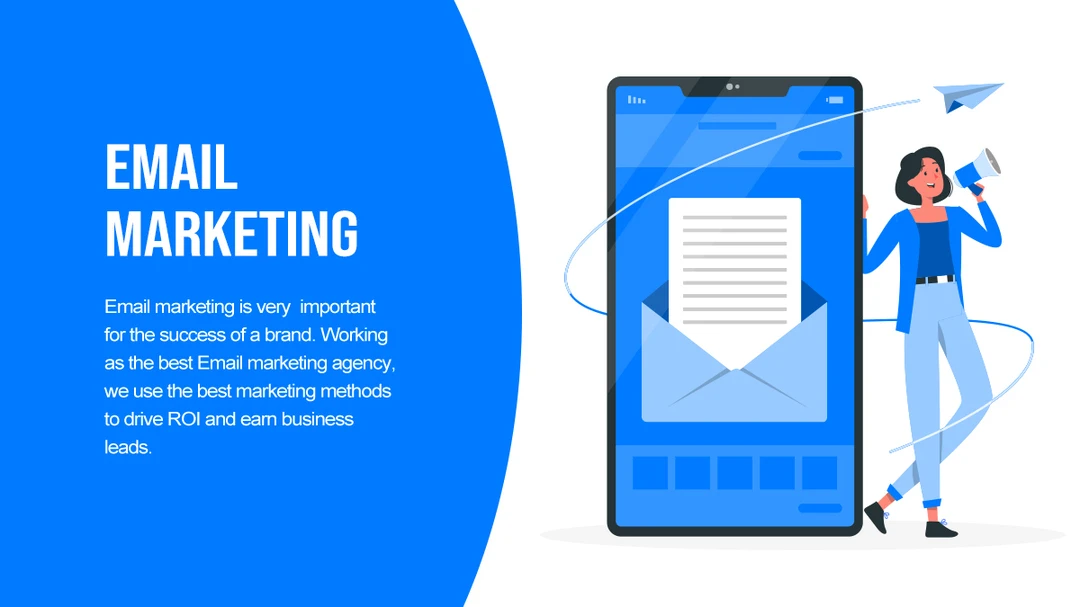 EMAIL
MARKETING
Email marketing is very  important
for the success of a brand. Working
as the best Email marketing agency,
we use the best marketing methods
to drive ROI and earn business
leads.